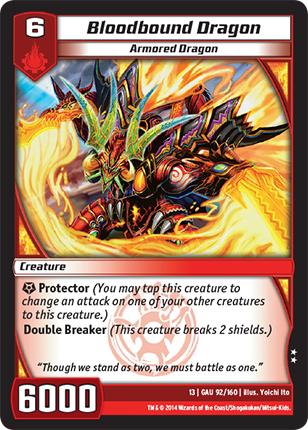 6
Bloodbound Dragon
Armored Dragon
Creature
Protector (You may tap this creature to
change an attack on one of your other creatures
to this creature.)
Double Breaker (This creature breaks 2 shields.)
"Though we stand as two, we must battle as one."
6000
13 | GAU 92/160 | Illus. Yoichi Ito
TM & © 2014 Wizards of the Coast/Shogakukan/Mitsui-Kids.